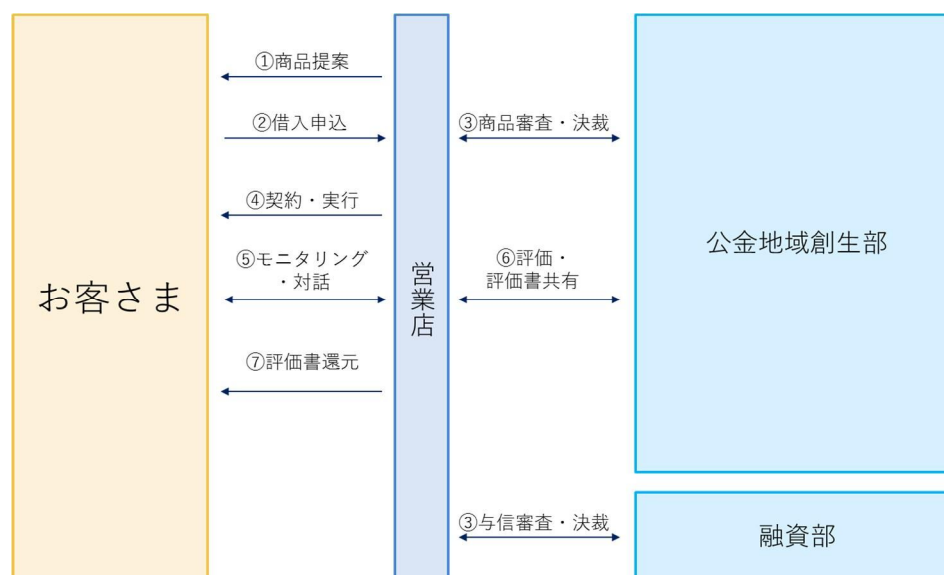 ①商品提案
②借入申込
③商品審査・決裁
④契約・実行
公金地域創生部
⑤モニタリング
・対話
⑥評価・
評価書共有
お客さま
営業店
⑦評価書還元
③与信審査・決裁
融資部